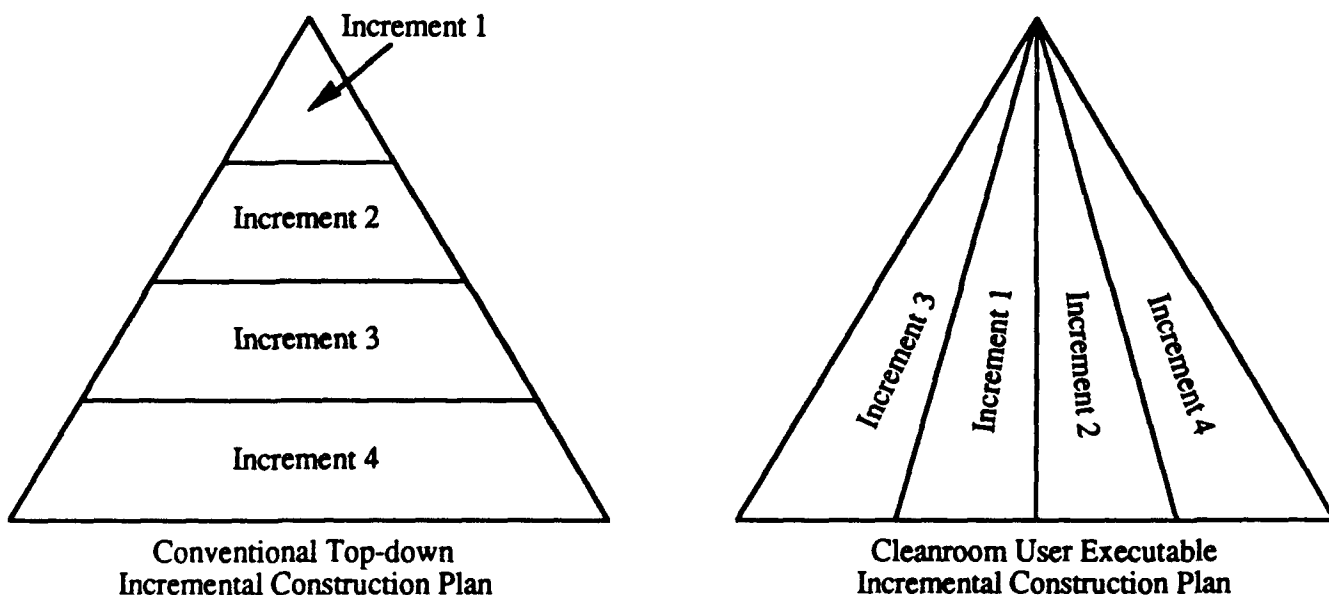 Increment 1
Increment 2
Increment 3
Increment 4
Conventional Top-down
Incremental Construction Plan
Increment 3
Increment 1
Increment 2
Increment 4
Cleanroom User Executable
Incremental Construction Plan